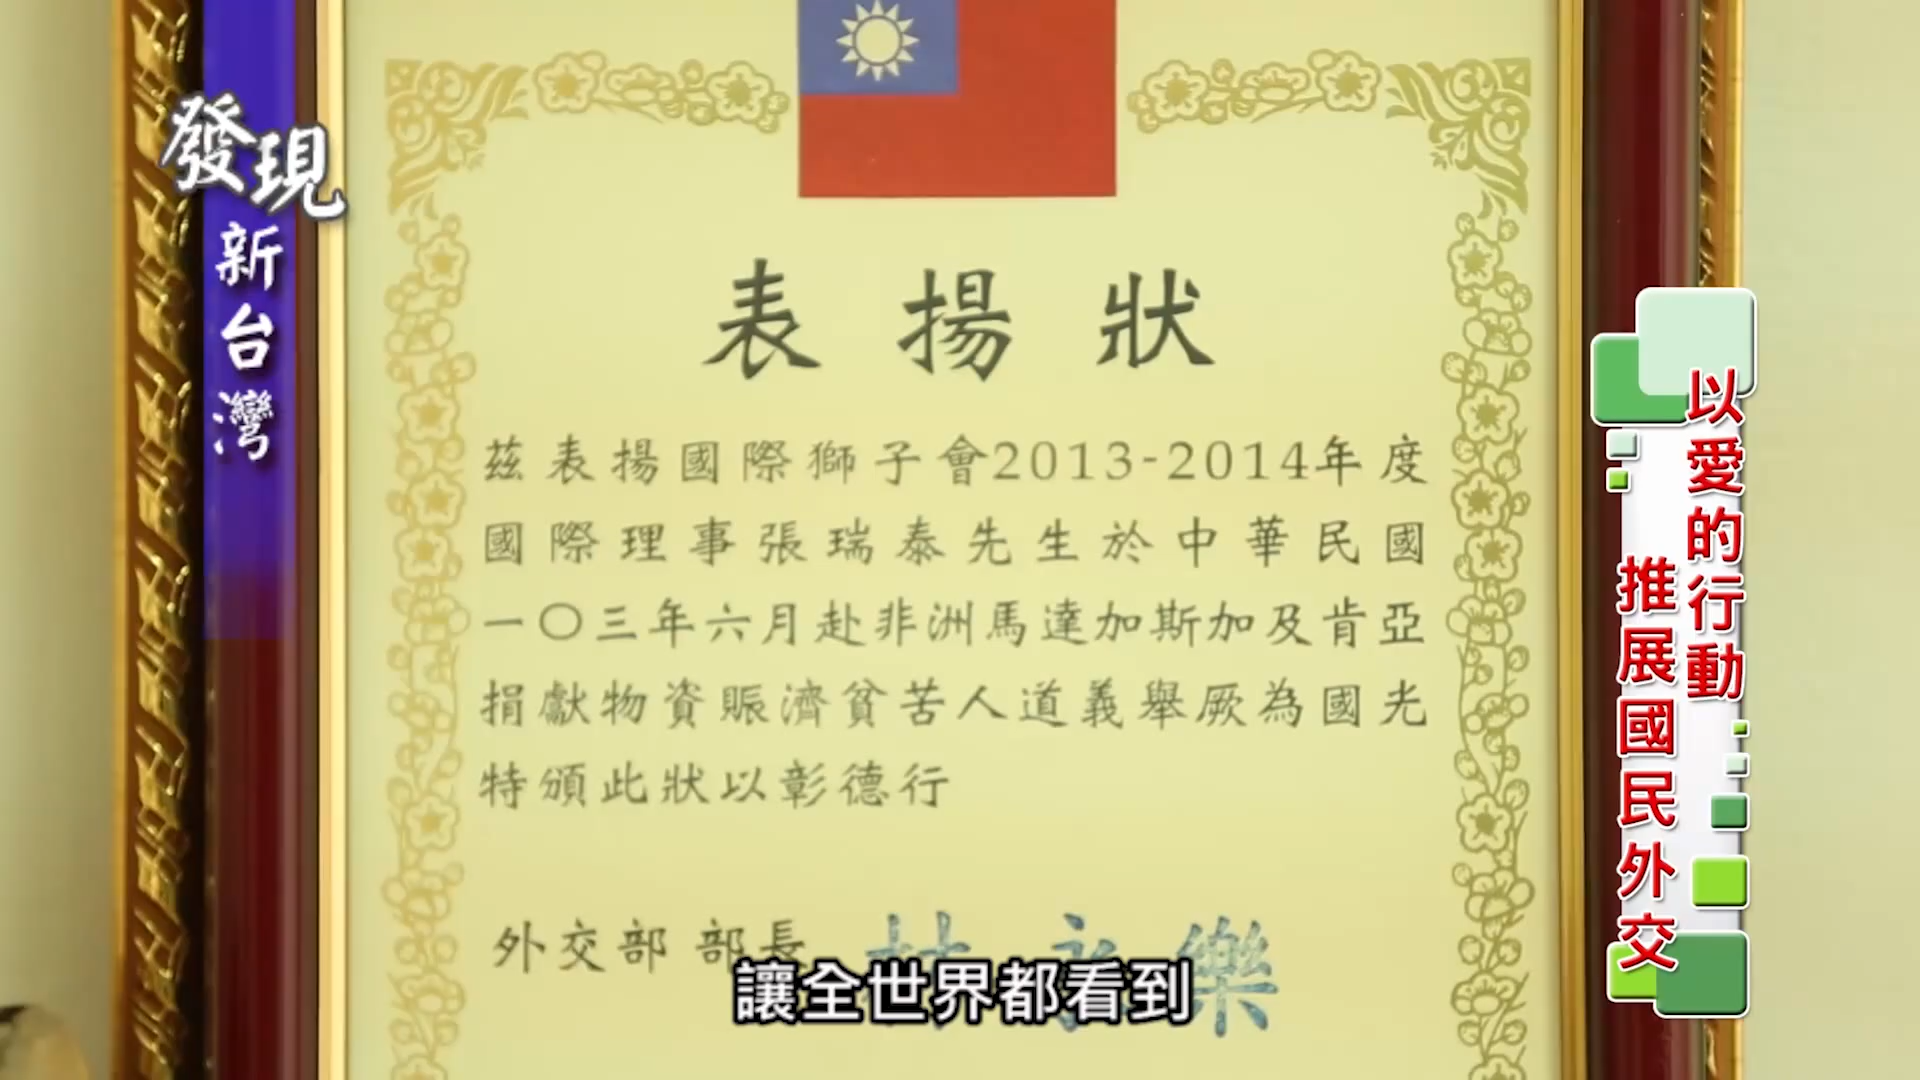 發現
新台灣
表揚狀
茲表揚國際獅子會2013-2014年度
國際理事張瑞泰先生於中華民國
一〇三年六月赴非洲馬達加斯加及肯亞
捐獻物資賑濟貧苦人道義舉厥為國光
特頒此狀以彰德行
外交部 部長 林永樂
讓全世界都看到
以愛的行動
推展國民外交